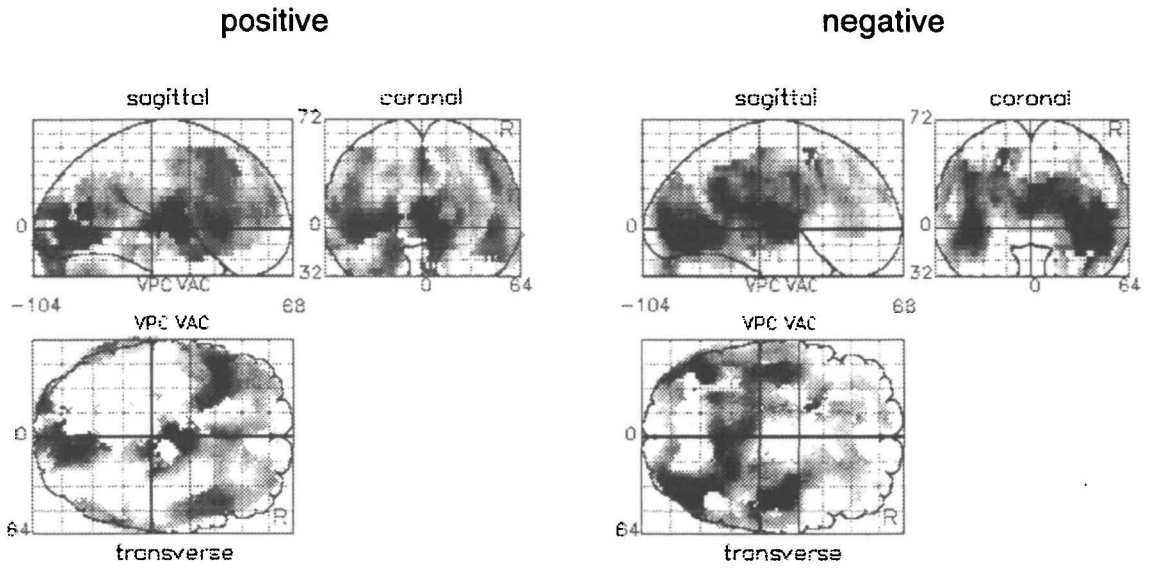 positive
negative
sagittal
coronal
72
R
0
0
32
VPC VAC
0
64
-104
68
VPC VAC
0
64
R
transverse
sagittal
coronal
72
R
0
0
32
VPC VAC
0
64
-104
68
VPC VAC
0
64
R
transverse